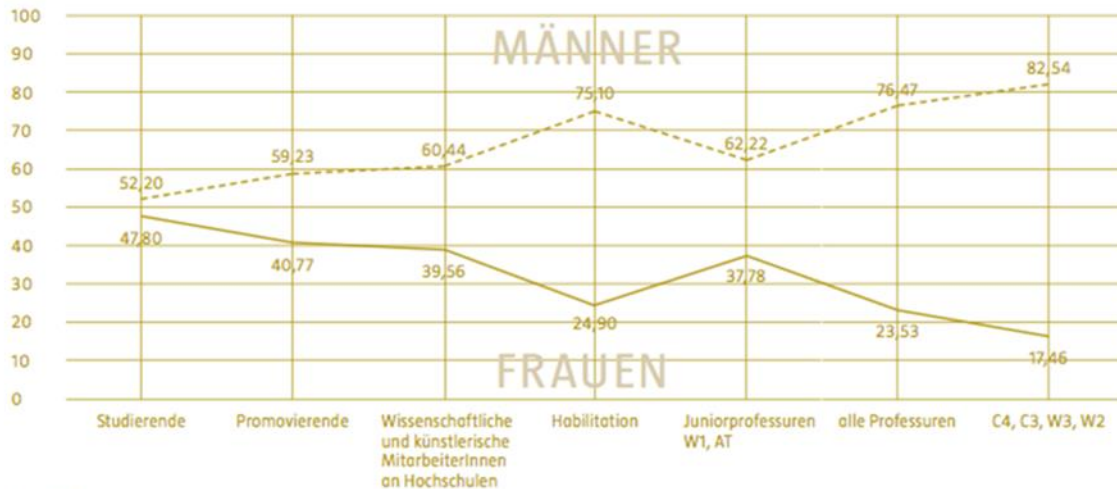 100
90
80
70
60
50
40
30
20
10
0
MÄNNER
52,20
59,23
60,44
75,10
62,22
76,47
82,54
47,80
40,77
39,56
24,90
37,78
23,53
17,46
FRAUEN
Studierende
Promovierende
Wissenschaftliche
und künstlerische
MitarbeiterInnen
an Hochschulen
Habilitation
Juniorprofessuren
W1, AT
alle Professuren
C4, C3, W3, W2